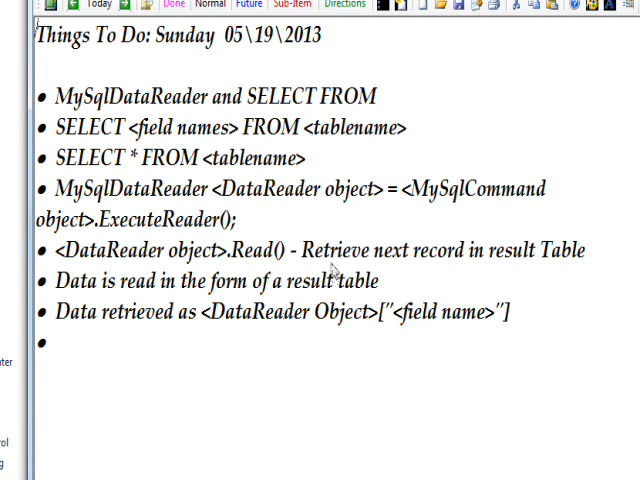 Today Done Normal Future Sub-Item Directions
Things To Do: Sunday 05\19\2013
● MySqlDataReader and SELECT FROM
● SELECT <field names> FROM <tablename>
● SELECT * FROM <tablename>
● MySqlDataReader <DataReader object> = <MySqlCommand
object>.ExecuteReader();
● <DataReader object>.Read() - Retrieve next record in result Table
● Data is read in the form of a result table
● Data retrieved as <DataReader Object>["<field name>"]
●